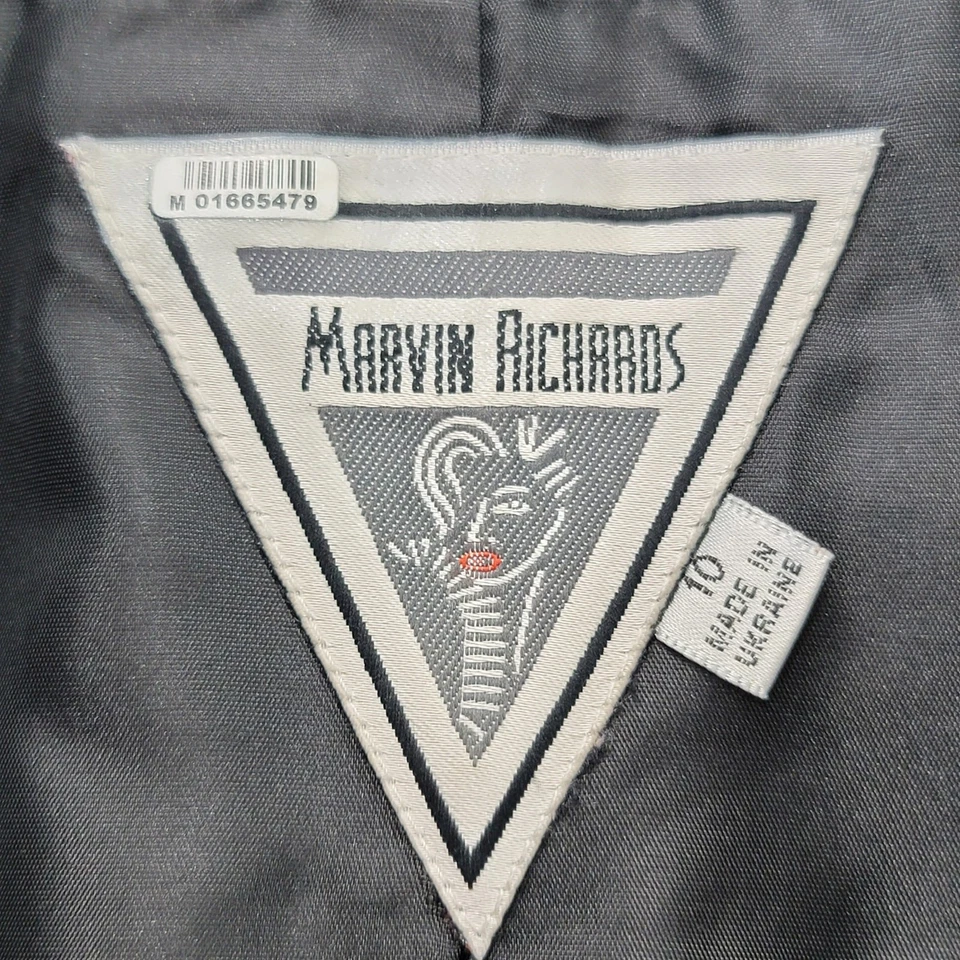 M 01665479
MARVIN RICHARDS
10
MADE IN
UKRAINE